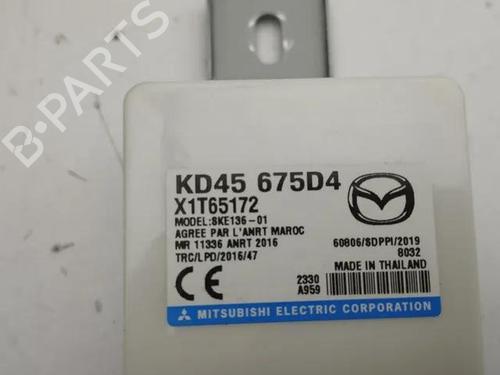 B-PARTS
KD45 675D4
X1T65172
MODEL:SKE136-01
AGREE PAR L'ANRT MAROC
MR 11336 ANRT 2016
60806/SDPPI/2019
TRC/LPD/2016/47
8032
MADE IN THAILAND
CE
2330
A959
MITSUBISHI ELECTRIC CORPORATION